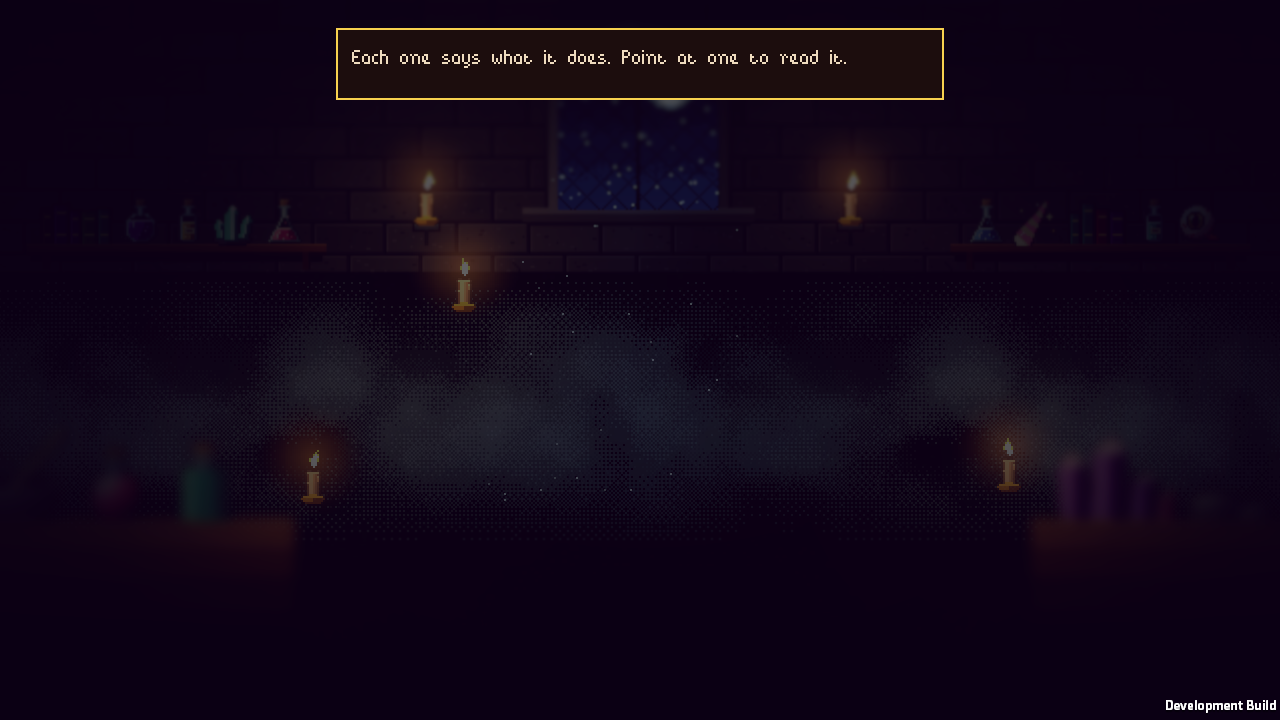 Each one says what it does. Point at one to read it.
Development Build